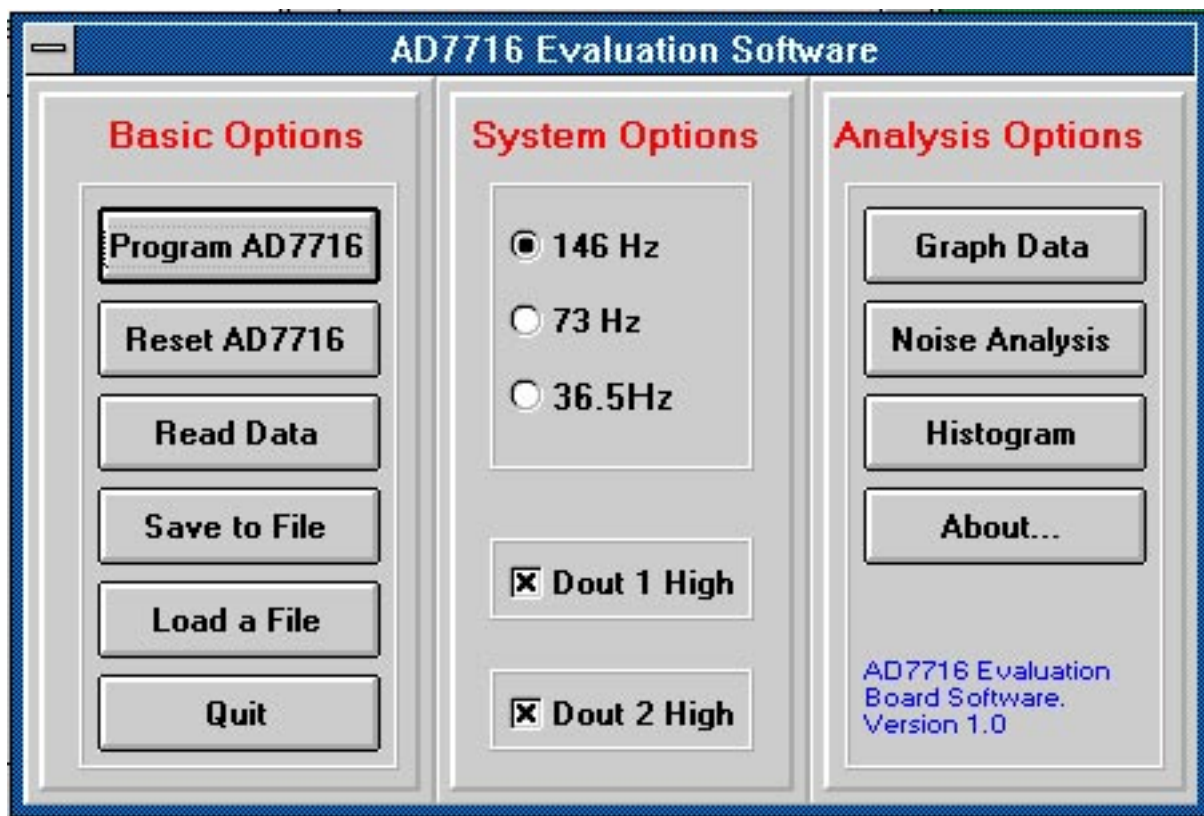 AD7716 Evaluation Software
Basic Options
Program AD7716
Reset AD7716
Read Data
Save to File
Load a File
Quit
System Options
146 Hz
73 Hz
36.5Hz
Dout 1 High
Dout 2 High
Analysis Options
Graph Data
Noise Analysis
Histogram
About...
AD7716 Evaluation
Board Software.
Version 1.0